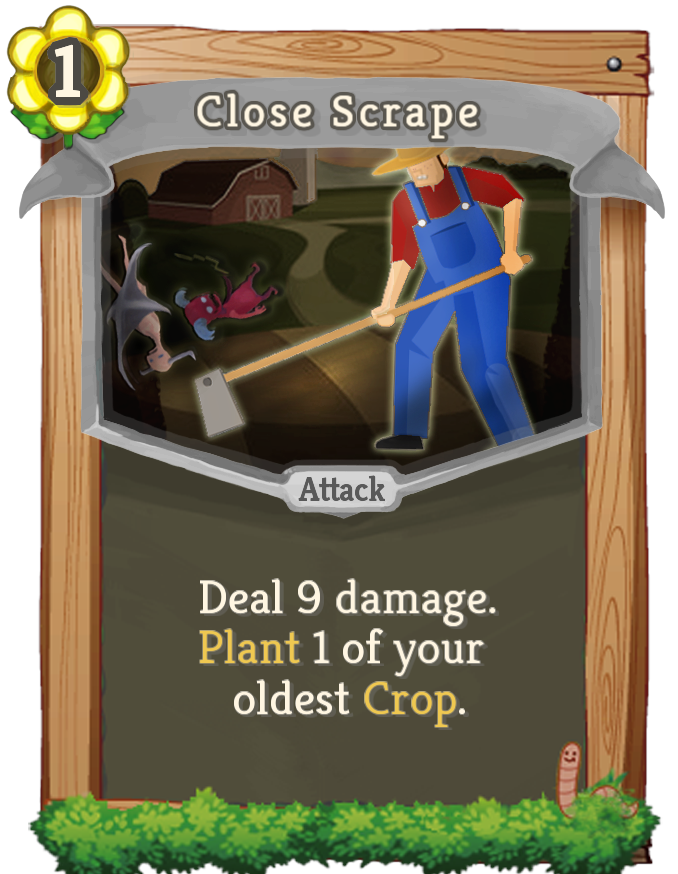 1
Close Scrape
Attack
Deal 9 damage.
Plant 1 of your
oldest Crop.